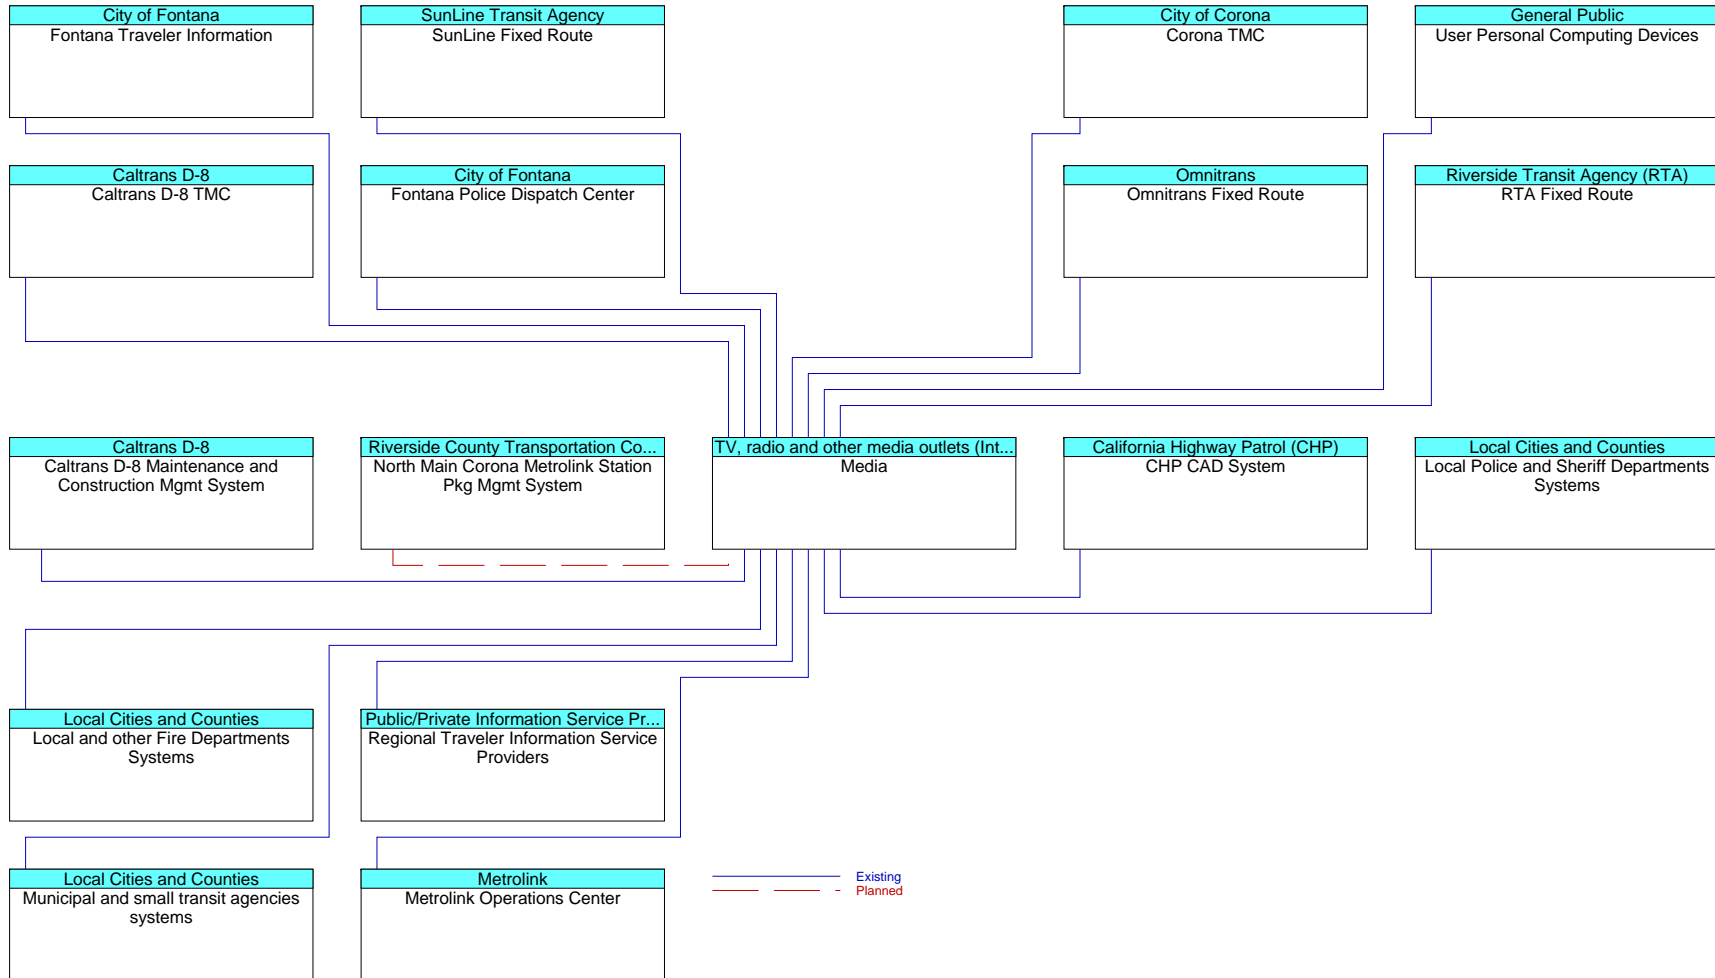 City of Fontana
Fontana Traveler Information
SunLine Transit Agency
SunLine Fixed Route
City of Corona
Corona TMC
General Public
User Personal Computing Devices
Caltrans D-8
Caltrans D-8 TMC
City of Fontana
Fontana Police Dispatch Center
Omnitrans
Omnitrans Fixed Route
Riverside Transit Agency (RTA)
RTA Fixed Route
Caltrans D-8
Caltrans D-8 Maintenance and
Construction Mgmt System
Riverside County Transportation Co...
North Main Corona Metrolink Station
Pkg Mgmt System
TV, radio and other media outlets (Int...
Media
California Highway Patrol (CHP)
CHP CAD System
Local Cities and Counties
Local Police and Sheriff Departments
Systems
Local Cities and Counties
Local and other Fire Departments
Systems
Public/Private Information Service Pr...
Regional Traveler Information Service
Providers
Local Cities and Counties
Municipal and small transit agencies
systems
Metrolink
Metrolink Operations Center
Existing
Planned